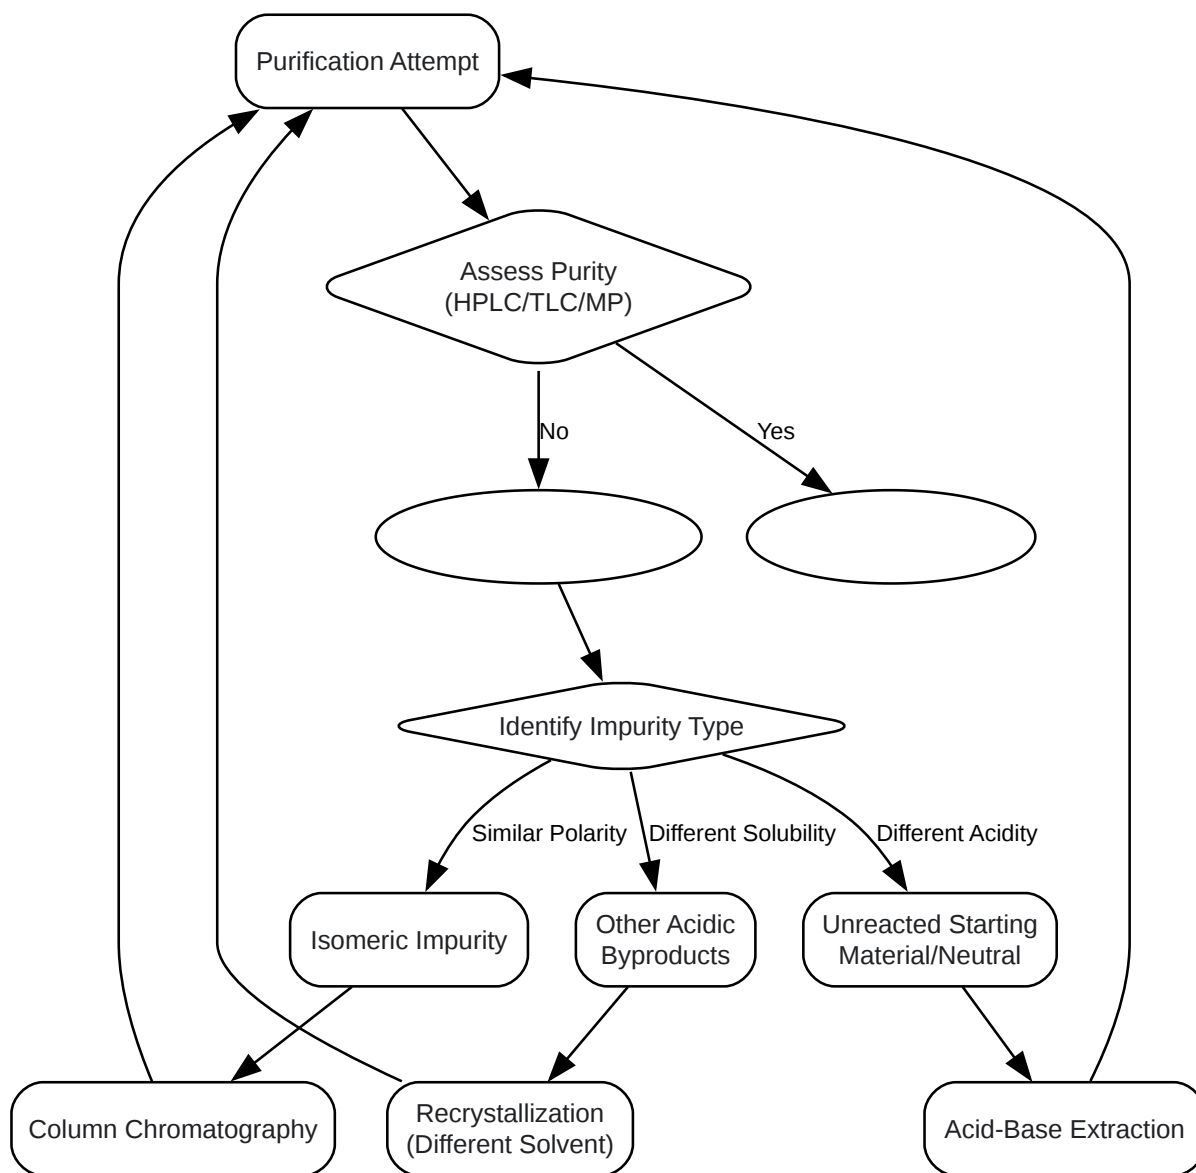 Purification Attempt
Assess Purity
(HPLC/TLC/MP)
No
Yes
Identify Impurity Type
Similar Polarity
Different Solubility
Different Acidity
Isomeric Impurity
Other Acidic
Byproducts
Unreacted Starting
Material/Neutral
Column Chromatography
Recrystallization
(Different Solvent)
Acid-Base Extraction